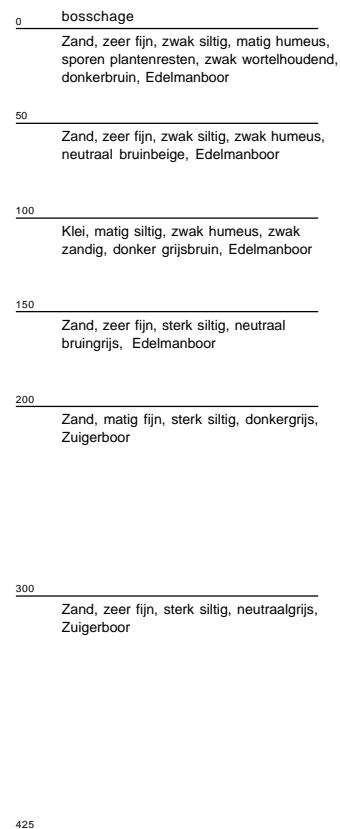 0 bosschage
Zand, zeer fijn, zwak siltig, matig humeus,
sporen plantenresten, zwak wortelhoudend,
donkerbruin, Edelmanboor
50
Zand, zeer fijn, zwak siltig, zwak humeus,
neutraal bruinbeige, Edelmanboor
100
Klei, matig siltig, zwak humeus, zwak
zandig, donker grijsbruin, Edelmanboor
150
Zand, zeer fijn, sterk siltig, neutraal
bruingrijs, Edelmanboor
200
Zand, matig fijn, sterk siltig, donkergrijs,
Zuigerboor
300
Zand, zeer fijn, sterk siltig, neutraalgrijs,
Zuigerboor
425